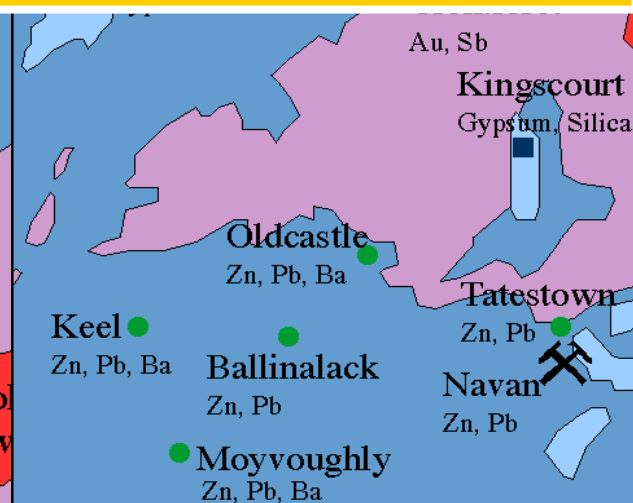 Au, Sb
Kingscourt
Gypsum, Silica
Oldcastle
Zn, Pb, Ba
Tatestown
Zn, Pb
Keel
Zn, Pb, Ba
Ballinalack
Zn, Pb
Navan
Zn, Pb
Moyvoughly
Zn, Pb, Ba